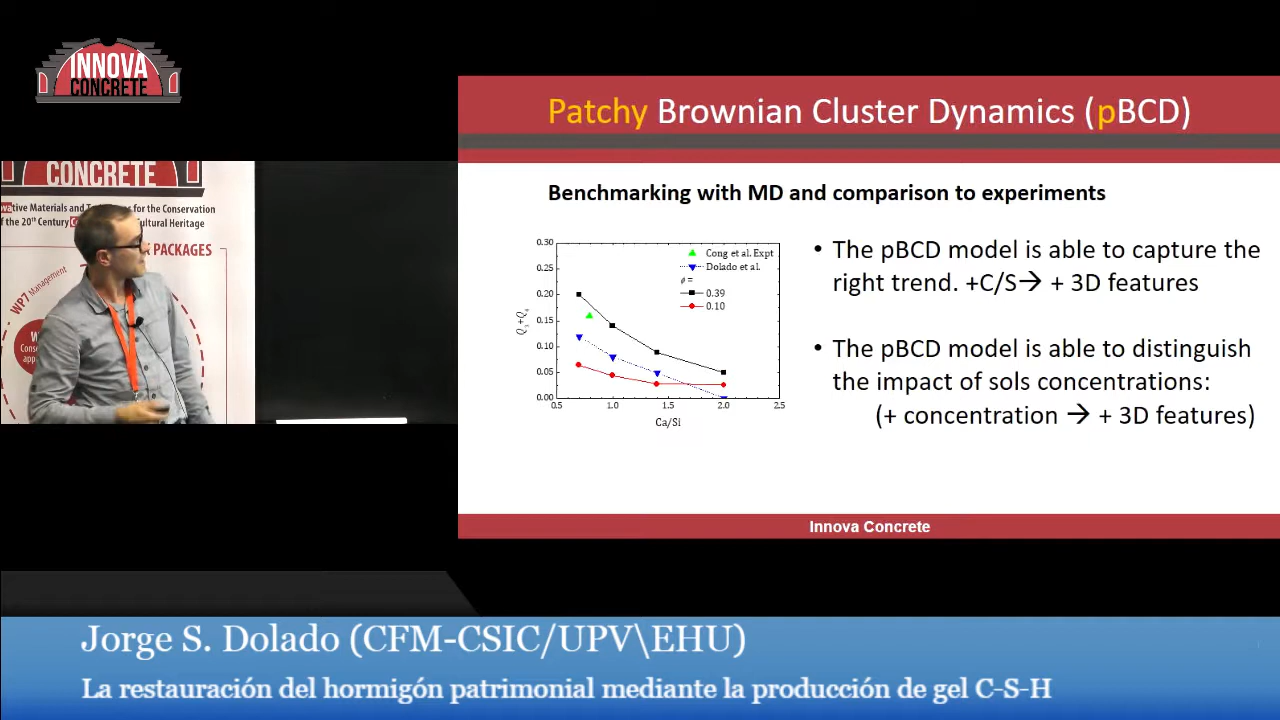 INNOVA
CONCRETE
Patchy Brownian Cluster Dynamics (pBCD)
CONCRETE
tive Materials and Te for the Conservation
f the 20th Century Cultural Heritage
PACKAGES
WP7 Management
Benchmarking with MD and comparison to experiments
0.30
0.25
0.20
0.15
0.10
0.05
0.00
Q3+Q4
0.5 1.0 1.5 2.0 2.5
Ca/Si
Cong et al. Expt
Dolado et al.
ϕ =
0.39
0.10
• The pBCD model is able to capture the
right trend. +C/S→ + 3D features
• The pBCD model is able to distinguish
the impact of sols concentrations:
(+ concentration → + 3D features)
Innova Concrete
Jorge S. Dolado (CFM-CSIC/UPV\EHU)
La restauración del hormigón patrimonial mediante la producción de gel C-S-H